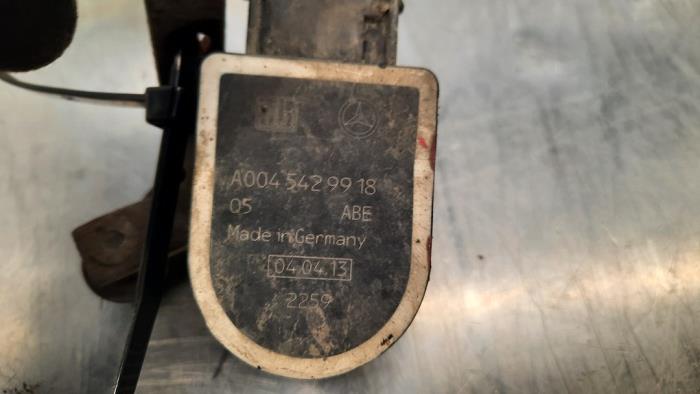 A004 542 99 18
05 ABE
Made in Germany
04.04.13
2259